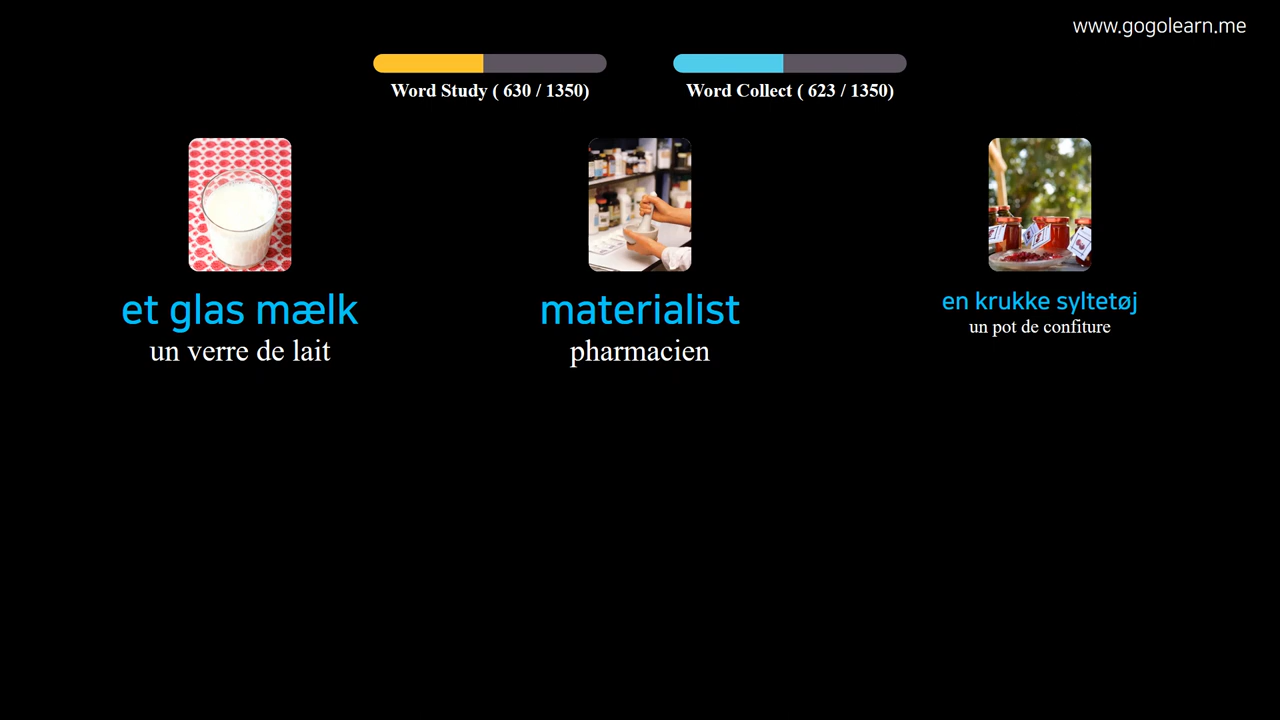 www.gogolearn.me
Word Study ( 630 / 1350)
Word Collect ( 623 / 1350)
et glas mælk
un verre de lait
materialist
pharmacien
en krukke syltetøj
un pot de confiture